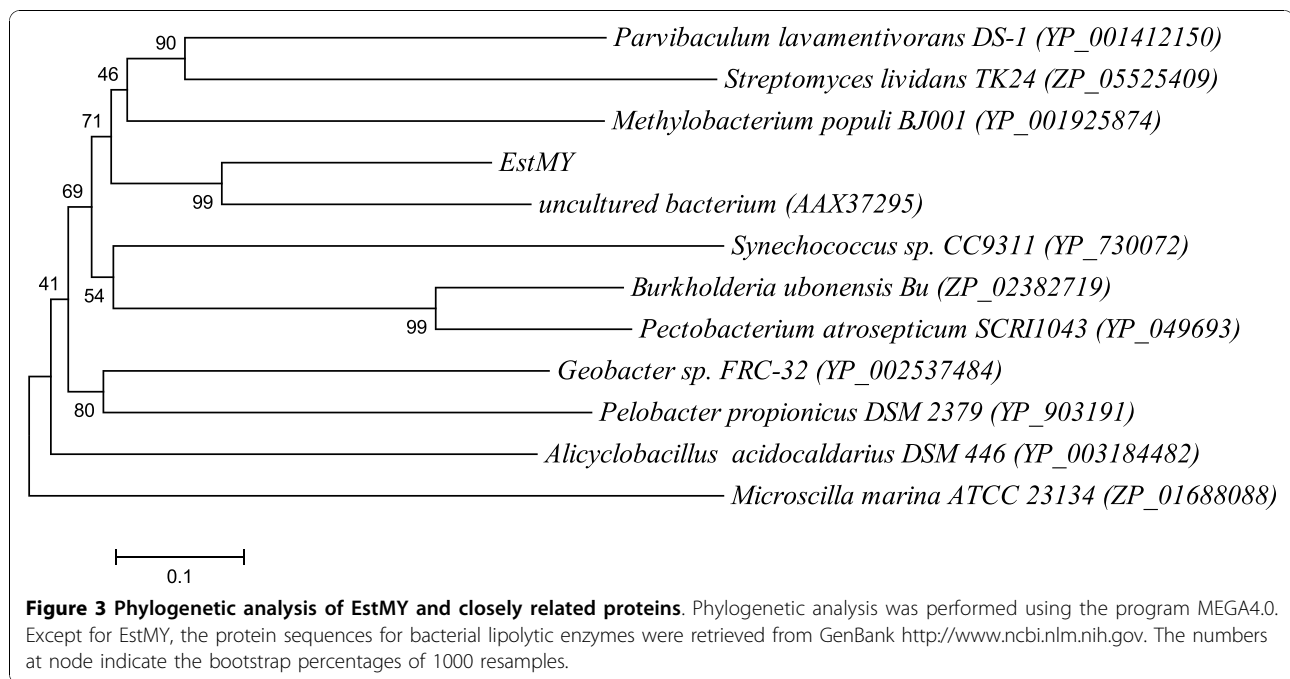 90
Parvibaculum lavamentivorans DS-1 (YP_001412150)
46
Streptomyces lividans TK24 (ZP_05525409)
71
Methylobacterium populi BJ001 (YP_001925874)
EstMY
69
99
uncultured bacterium (AAX37295)
Synechococcus sp. CC9311 (YP_730072)
41
54
Burkholderia ubonensis Bu (ZP_02382719)
99
Pectobacterium atrosepticum SCRI1043 (YP_049693)
Geobacter sp. FRC-32 (YP_002537484)
80
Pelobacter propionicus DSM 2379 (YP_903191)
Alicyclobacillus acidocaldarius DSM 446 (YP_003184482)
Microscilla marina ATCC 23134 (ZP_01688088)
0.1
Figure 3 Phylogenetic analysis of EstMY and closely related proteins. Phylogenetic analysis was performed using the program MEGA4.0.
Except for EstMY, the protein sequences for bacterial lipolytic enzymes were retrieved from GenBank http://www.ncbi.nlm.nih.gov. The numbers
at node indicate the bootstrap percentages of 1000 resamples.